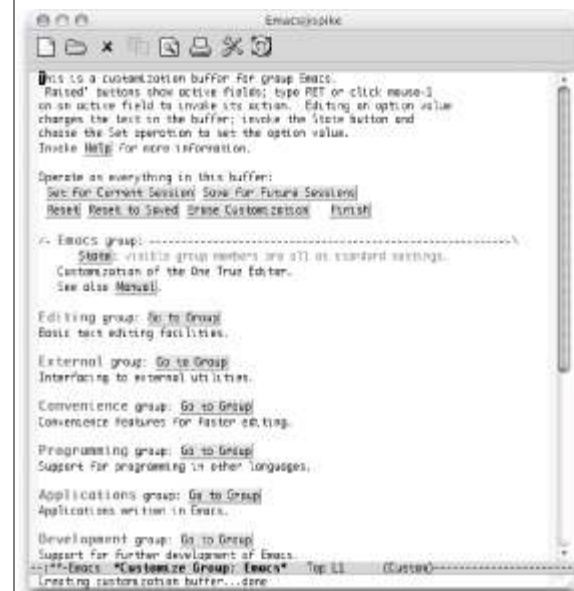 Emacs@spike
This is a customization buffer for group Emacs.
`Raised' buttons show active fields; type RET or click mouse-1
on an active field to invoke its action.  Editing an option value
changes the text in the buffer; invoke the State button and
choose the Set operation to set the option value.
Invoke Help for more information.
Operate on everything in this buffer:
Set for Current Session Save for Future Sessions
Reset Reset to Saved Erase Customization Finish
/- Emacs group: ---------------------------------------------------\
State: visible group members are all at standard settings.
Customization of the One True Editor.
See also Manual.
Editing group: Go to Group
Basic text editing facilities.
External group: Go to Group
Interfacing to external utilities.
Convenience group: Go to Group
Convenience features for faster editing.
Programming group: Go to Group
Support for programming in other languages.
Applications group: Go to Group
Applications written in Emacs.
Development group: Go to Group
Support for further development of Emacs.
--:**-Emacs *Customize Group: Emacs* Top L1 (Custom)--------------------
Creating customization buffer...done